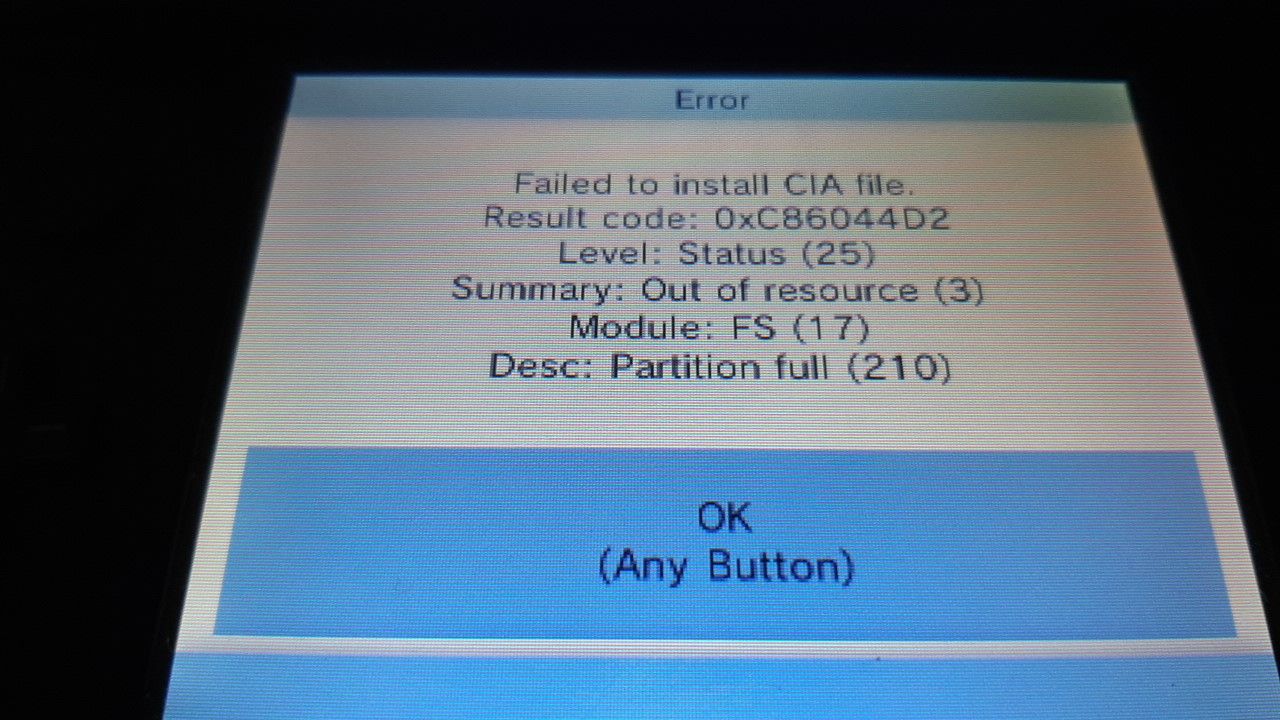 Error
Failed to install CIA file.
Result code: 0xC86044D2
Level: Status (25)
Summary: Out of resource (3)
Module: FS (17)
Desc: Partition full (210)
OK
(Any Button)